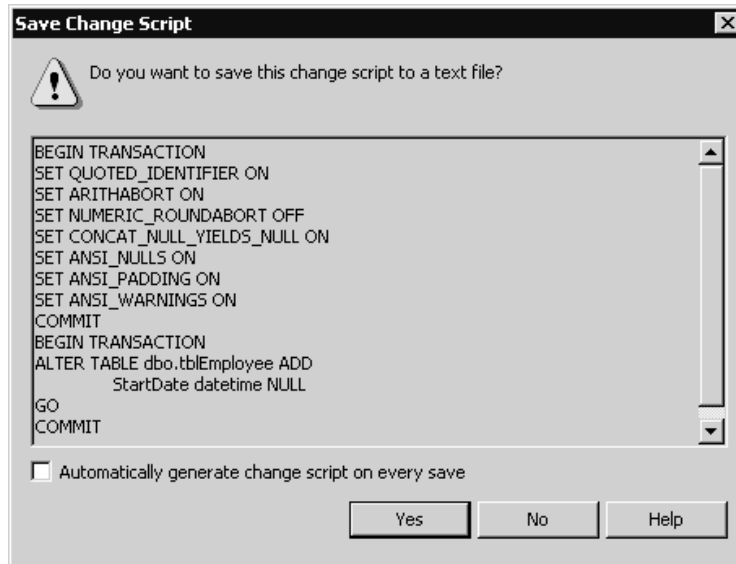 Save Change Script
Do you want to save this change script to a text file?
BEGIN TRANSACTION
SET QUOTED_IDENTIFIER ON
SET ARITHABORT ON
SET NUMERIC_ROUNDABORT OFF
SET CONCAT_NULL_YIELDS_NULL ON
SET ANSI_NULLS ON
SET ANSI_PADDING ON
SET ANSI_WARNINGS ON
COMMIT
BEGIN TRANSACTION
ALTER TABLE dbo.tblEmployee ADD
StartDate datetime NULL
GO
COMMIT
Automatically generate change script on every save
Yes No Help